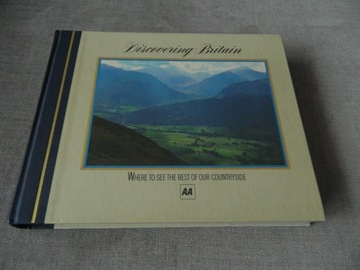 Discovering Britain
WHERE TO SEE THE BEST OF OUR COUNTRYSIDE
AA